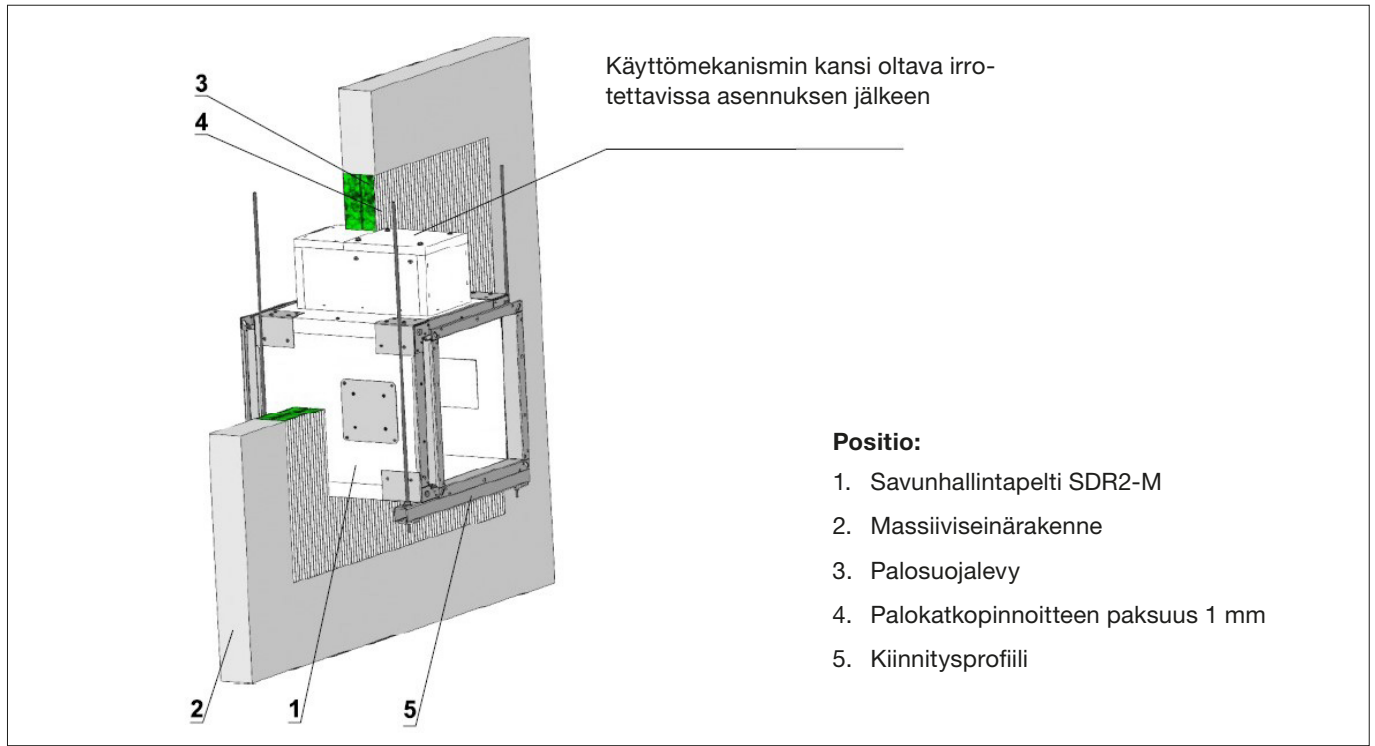 3
4
Käyttömekanismin kansi oltava irro-
tettavissa asennuksen jälkeen
Positio:
1. Savunhallintapelti SDR2-M
2. Massiiviseinärakenne
3. Palosuojalevy
4. Palokatkopinnoitteen paksuus 1 mm
5. Kiinnitysprofiili
2
1
5